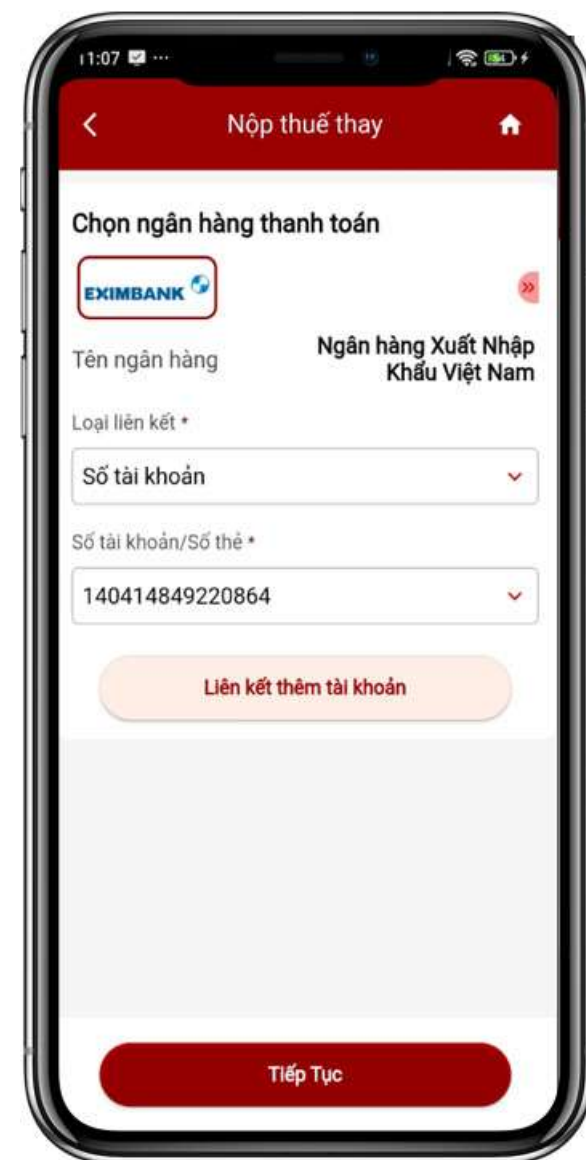 11:07
Nộp thuế thay
Chọn ngân hàng thanh toán
EXIMBANK
Tên ngân hàng
Ngân hàng Xuất Nhập
Khẩu Việt Nam
Loại liên kết *
Số tài khoản
Số tài khoản/Số thẻ *
140414849220864
Liên kết thêm tài khoản
Tiếp Tục